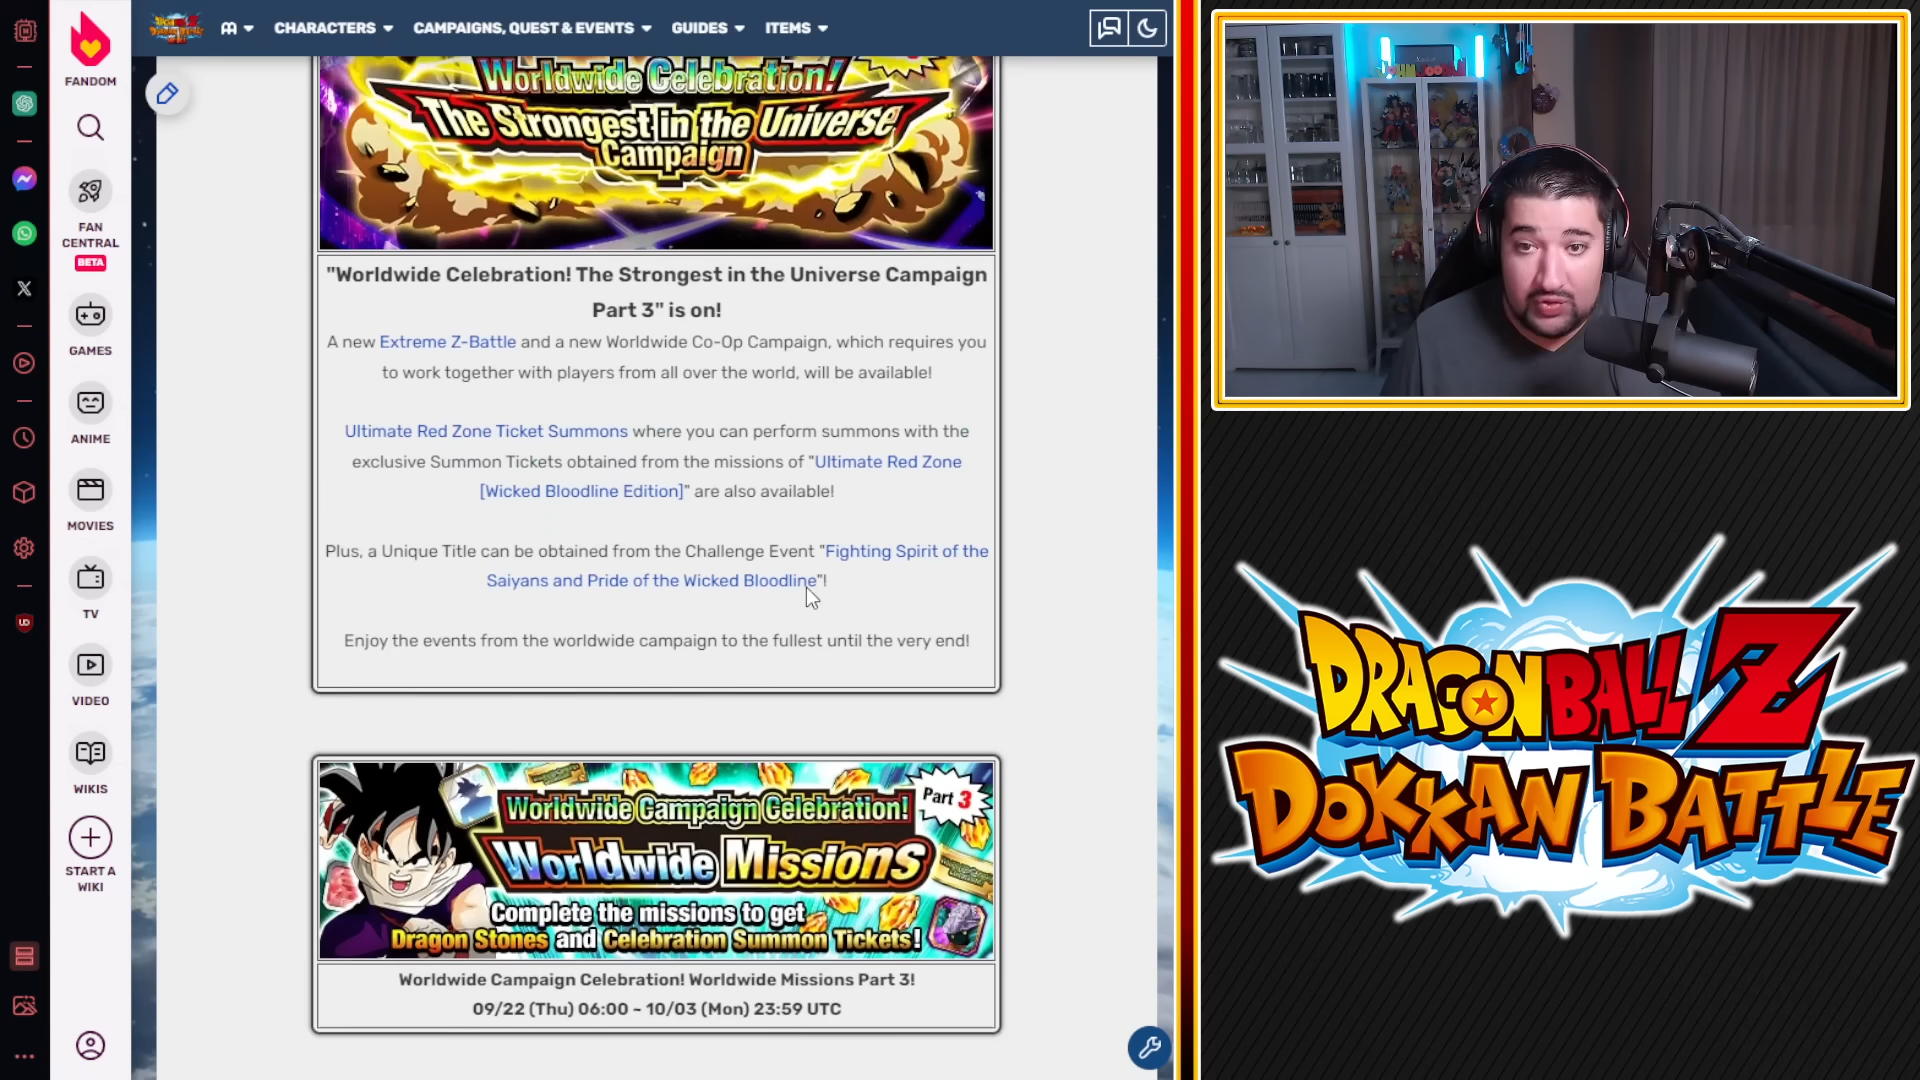 FANDOM
FAN
CENTRAL
BETA
GAMES
ANIME
MOVIES
TV
VIDEO
WIKIS
START A
WIKI
CHARACTERS
CAMPAIGNS, QUEST & EVENTS
GUIDES
ITEMS
Worldwide Celebration!
The Strongest in the Universe
Campaign
"Worldwide Celebration! The Strongest in the Universe Campaign
Part 3" is on!
A new Extreme Z-Battle and a new Worldwide Co-Op Campaign, which requires you
to work together with players from all over the world, will be available!
Ultimate Red Zone Ticket Summons where you can perform summons with the
exclusive Summon Tickets obtained from the missions of "Ultimate Red Zone
[Wicked Bloodline Edition]" are also available!
Plus, a Unique Title can be obtained from the Challenge Event "Fighting Spirit of the
Saiyans and Pride of the Wicked Bloodline"!
Enjoy the events from the worldwide campaign to the fullest until the very end!
Worldwide Campaign Celebration!
Part 3
Worldwide Missions
Complete the missions to get
Dragon Stones and Celebration Summon Tickets!
Worldwide Campaign Celebration! Worldwide Missions Part 3!
09/22 (Thu) 06:00 ~ 10/03 (Mon) 23:59 UTC
DRAGON BALL Z
DOKKAN BATTLE